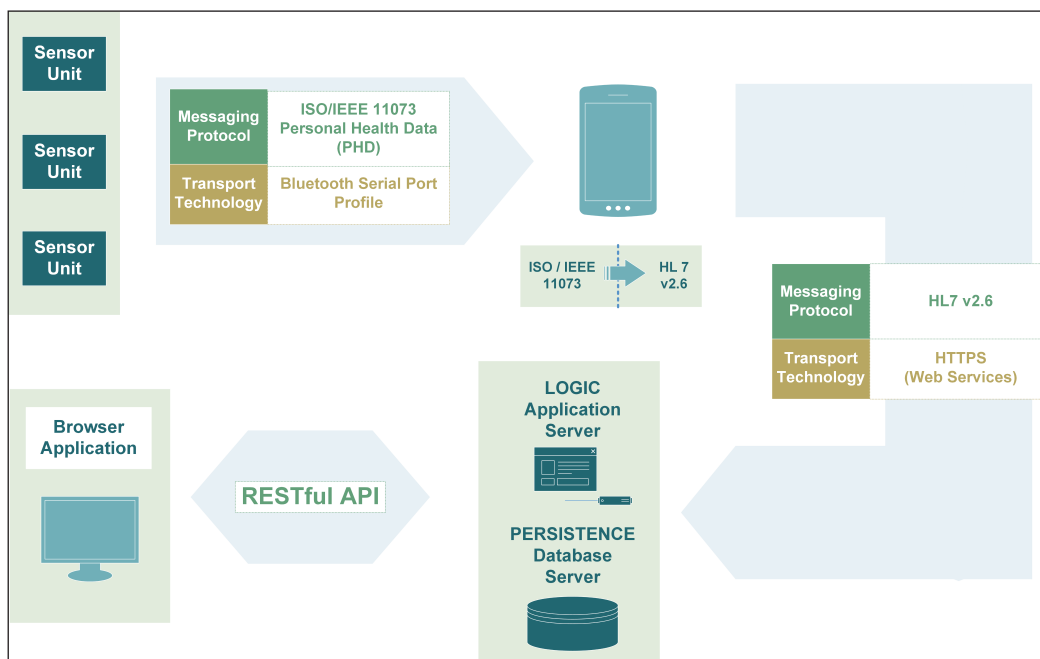 Sensor
Unit
Sensor
Unit
Sensor
Unit
Messaging
Protocol
ISO/IEEE 11073
Personal Health Data
(PHD)
Transport
Technology
Bluetooth Serial Port
Profile
ISO / IEEE
11073
HL 7
v2.6
Messaging
Protocol
HL7 v2.6
Transport
Technology
HTTPS
(Web Services)
LOGIC
Application
Server
PERSISTENCE
Database
Server
RESTful API
Browser
Application